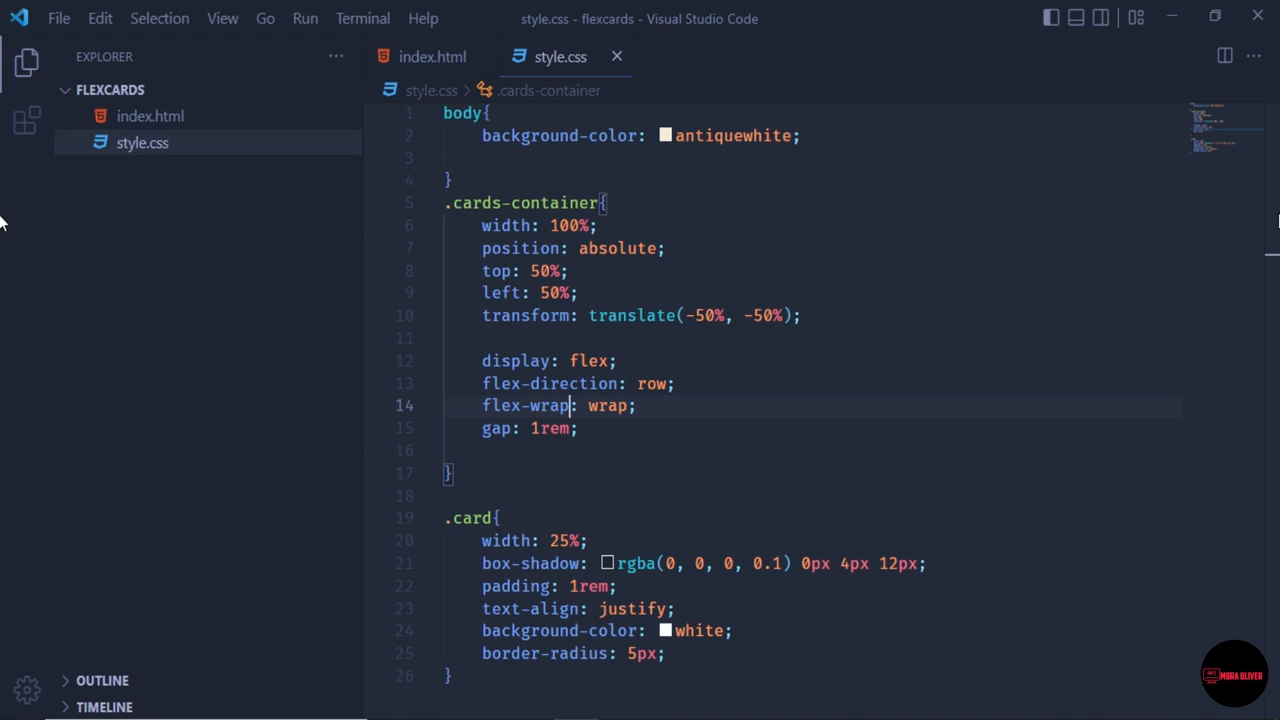 File Edit Selection View Go Run Terminal Help style.css - flexcards - Visual Studio Code
EXPLORER
FLEXCARDS
index.html
style.css
OUTLINE
TIMELINE
index.html style.css
style.css > .cards-container
1 body{
2 background-color: antiquewhite;
3
4 }
5 .cards-container{
6 width: 100%;
7 position: absolute;
8 top: 50%;
9 left: 50%;
10 transform: translate(-50%, -50%);
11
12 display: flex;
13 flex-direction: row;
14 flex-wrap: wrap;
15 gap: 1rem;
16
17 }
18
19 .card{
20 width: 25%;
21 box-shadow: rgba(0, 0, 0, 0.1) 0px 4px 12px;
22 padding: 1rem;
23 text-align: justify;
24 background-color: white;
25 border-radius: 5px;
26 }
MBRA OLIVER